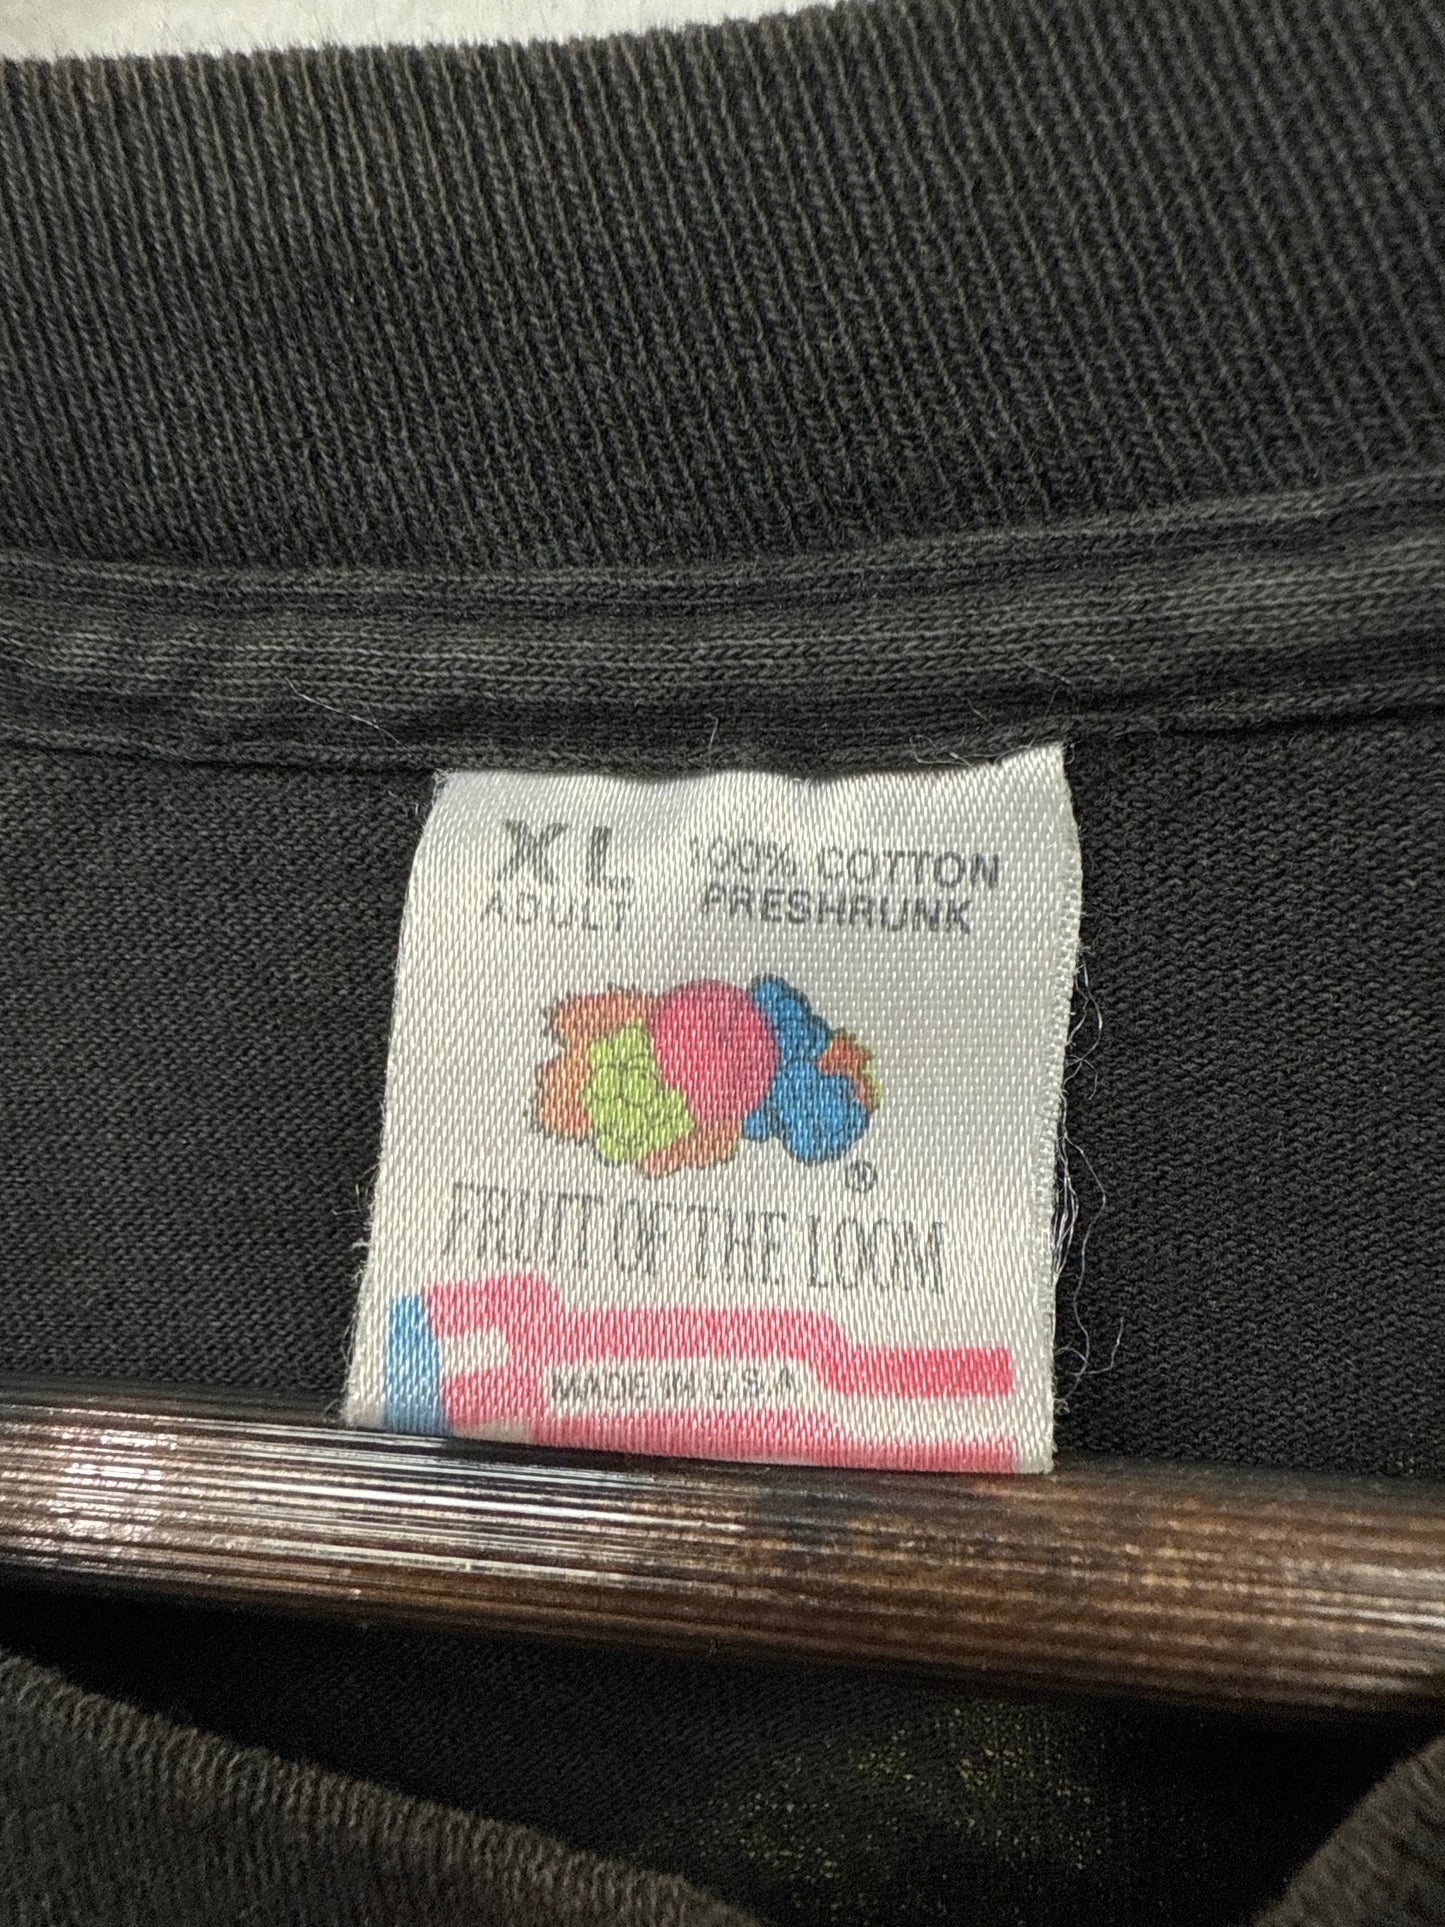 XL 100% COTTON
ADULT PRESHRUNK
®
FRUIT OF THE LOOM
MADE IN U.S.A.